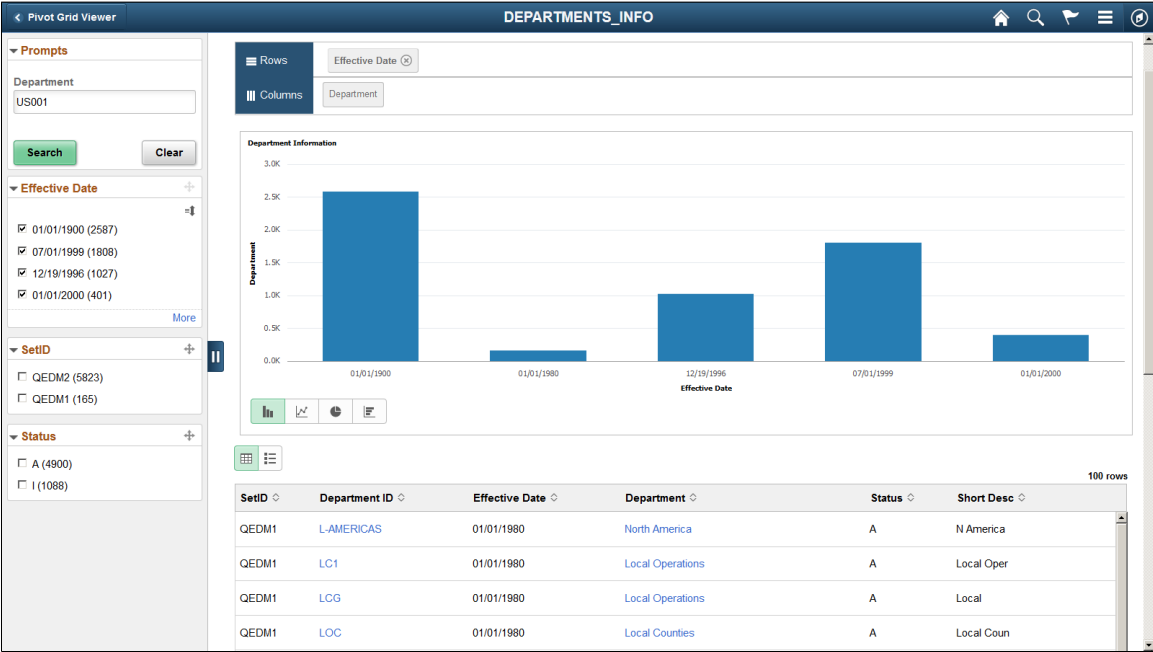 Pivot Grid Viewer
DEPARTMENTS_INFO
Prompts
Department
US001
Search
Clear
Effective Date
01/01/1900 (2587)
07/01/1999 (1808)
12/19/1996 (1027)
01/01/2000 (401)
More
SetID
QEDM2 (5823)
QEDM1 (165)
Status
A (4900)
I (1088)
Rows
Effective Date
Columns
Department
Department Information
3.0K
2.5K
2.0K
1.5K
1.0K
0.5K
0.0K
Department
01/01/1900 01/01/1980 12/19/1996 07/01/1999 01/01/2000
Effective Date
100 rows
SetID Department ID Effective Date Department Status Short Desc
QEDM1 L-AMERICAS 01/01/1980 North America A N America
QEDM1 LC1 01/01/1980 Local Operations A Local Oper
QEDM1 LCG 01/01/1980 Local Operations A Local
QEDM1 LOC 01/01/1980 Local Counties A Local Coun